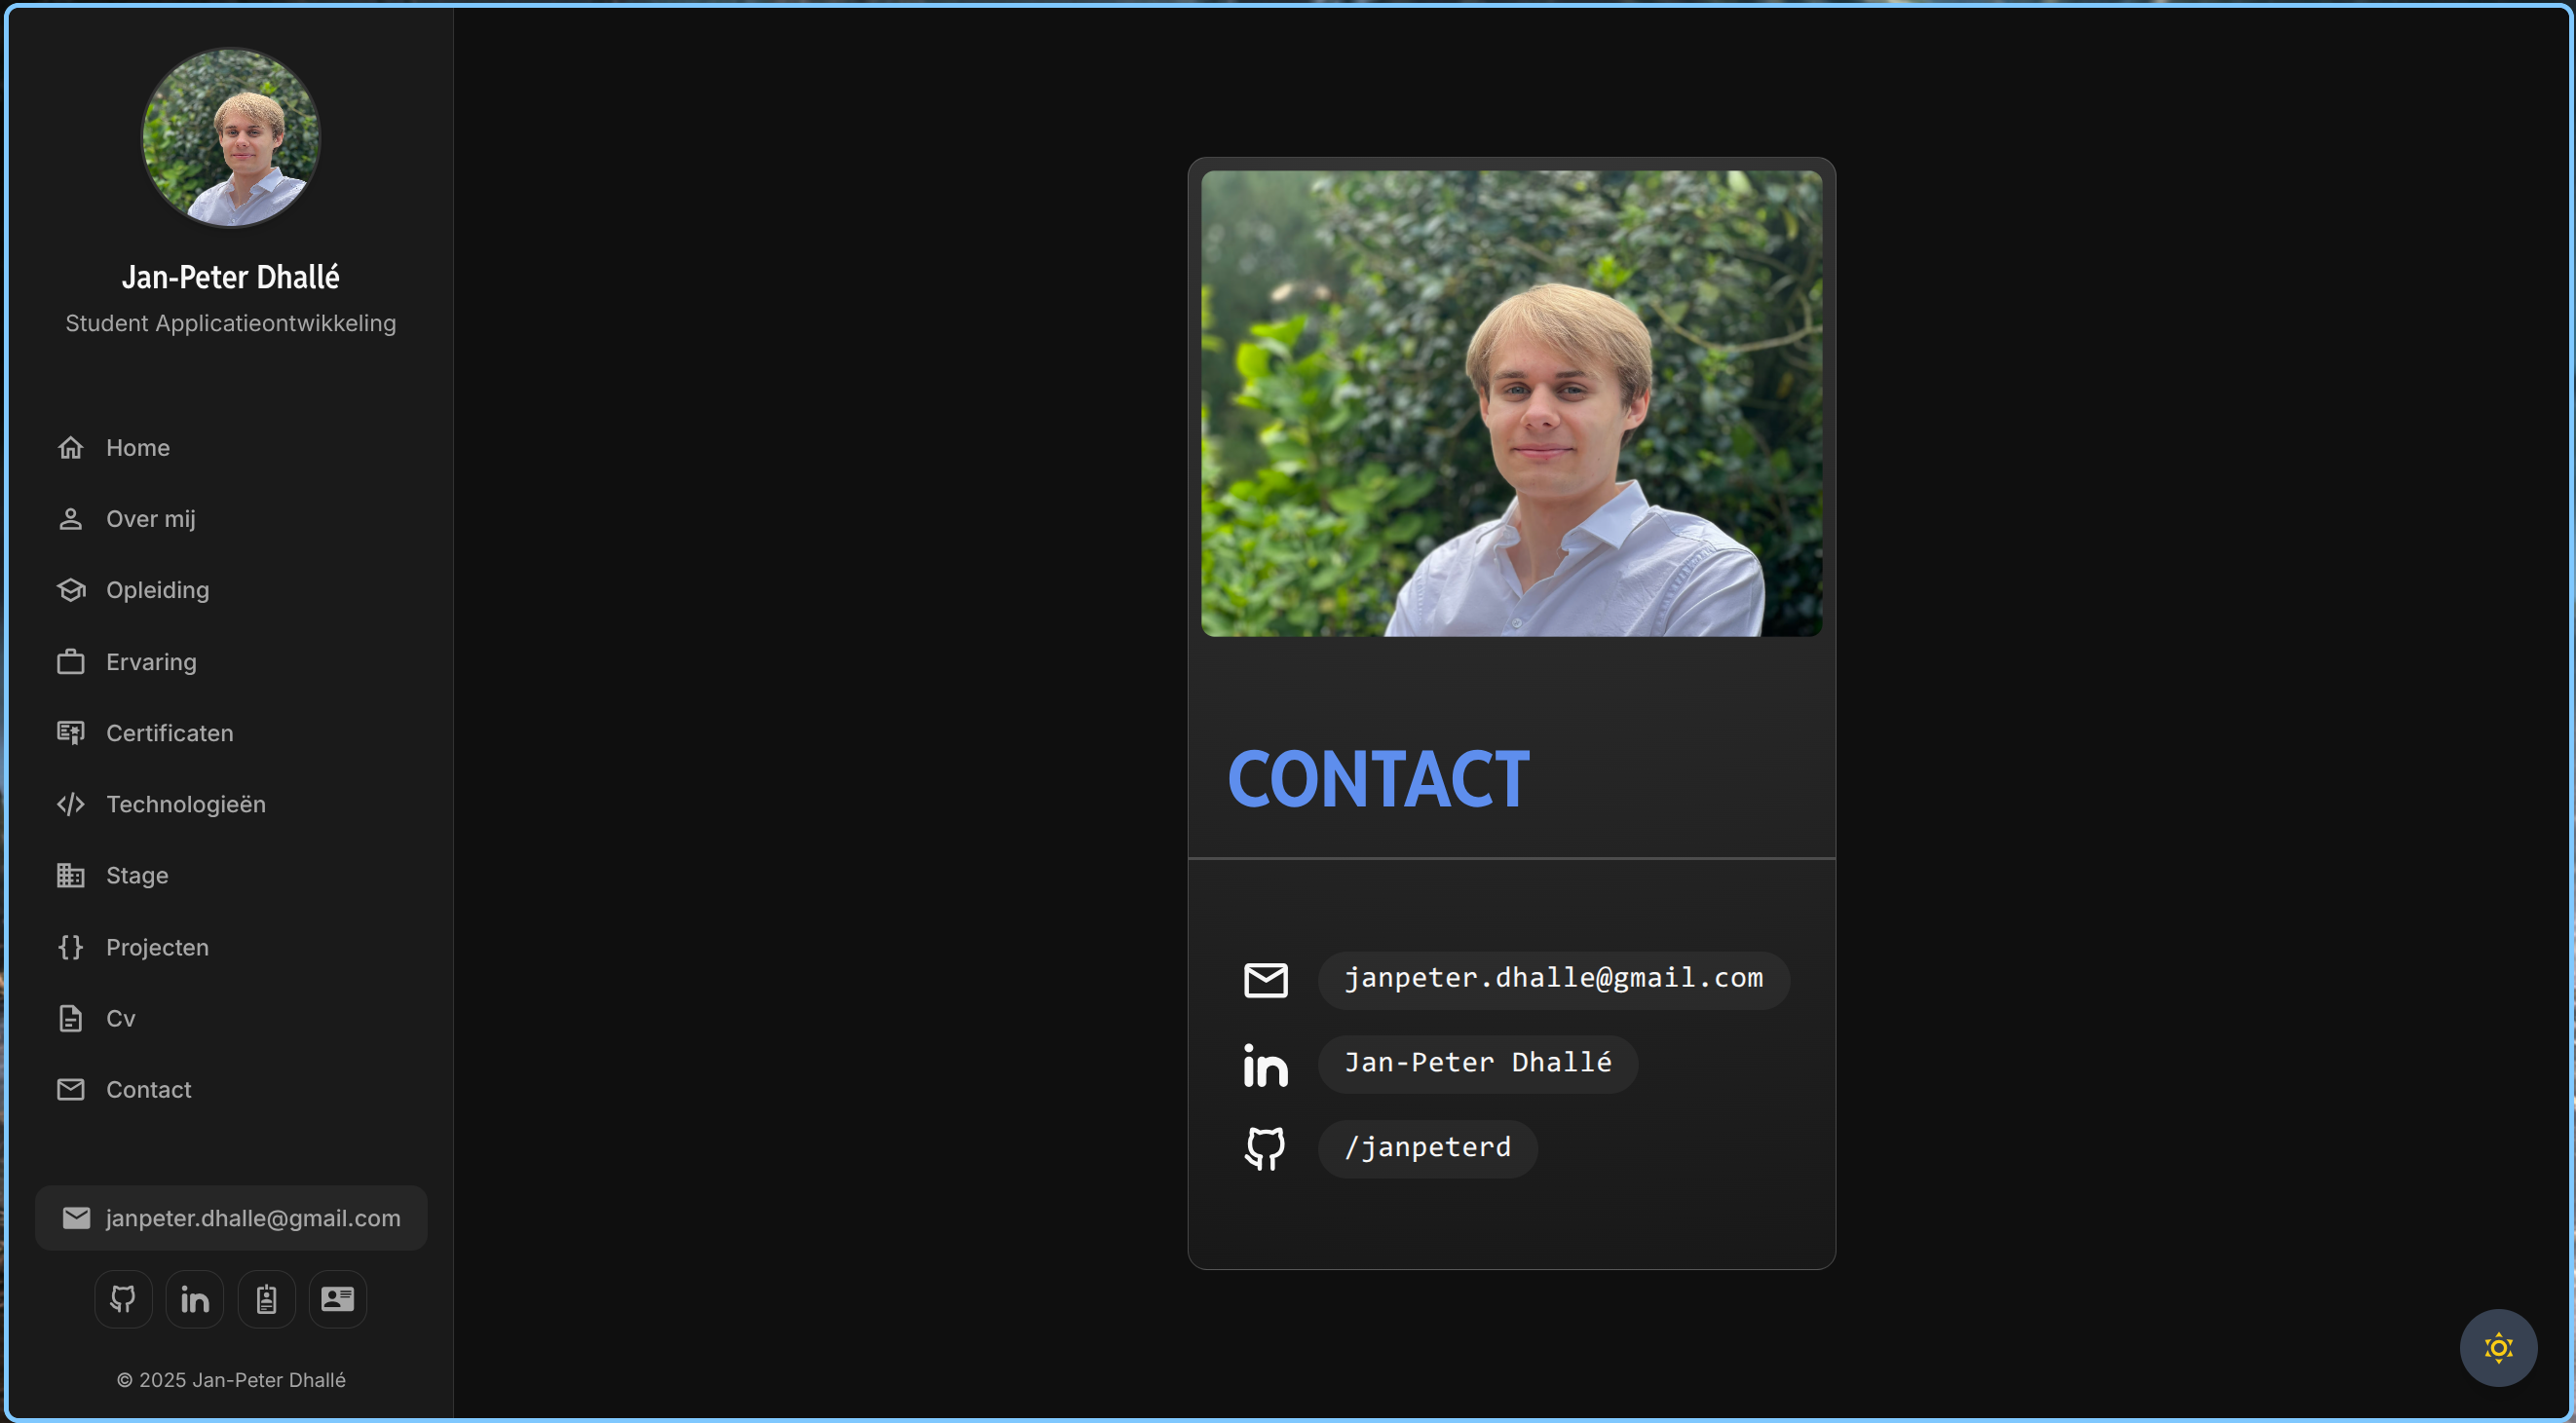 Jan-Peter Dhallé
Student Applicatieontwikkeling
Home
Over mij
Opleiding
Ervaring
Certificaten
Technologieën
Stage
Projecten
Cv
Contact
janpeter.dhalle@gmail.com
© 2025 Jan-Peter Dhallé
CONTACT
janpeter.dhalle@gmail.com
Jan-Peter Dhallé
/janpeterd